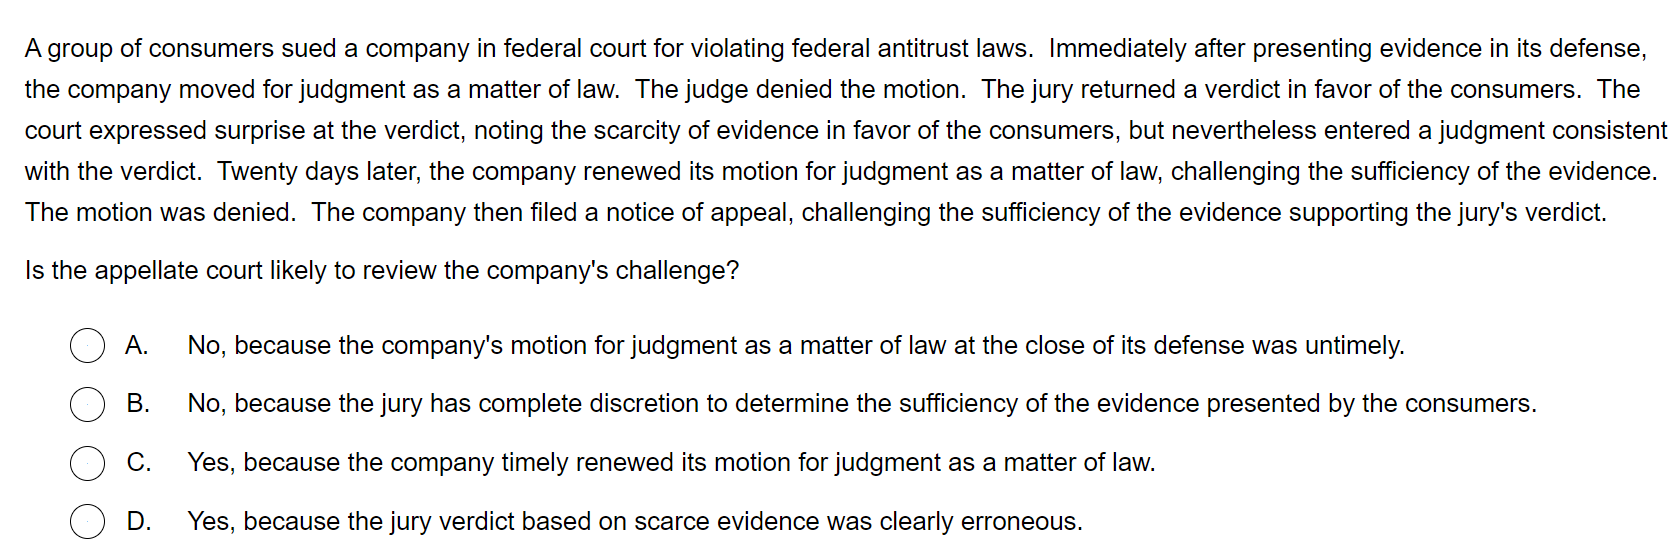 A group of consumers sued a company in federal court for violating federal antitrust laws.  Immediately after presenting evidence in its defense,
the company moved for judgment as a matter of law.  The judge denied the motion.  The jury returned a verdict in favor of the consumers.  The
court expressed surprise at the verdict, noting the scarcity of evidence in favor of the consumers, but nevertheless entered a judgment consistent
with the verdict.  Twenty days later, the company renewed its motion for judgment as a matter of law, challenging the sufficiency of the evidence.
The motion was denied.  The company then filed a notice of appeal, challenging the sufficiency of the evidence supporting the jury's verdict.
Is the appellate court likely to review the company's challenge?
A. No, because the company's motion for judgment as a matter of law at the close of its defense was untimely.
B. No, because the jury has complete discretion to determine the sufficiency of the evidence presented by the consumers.
C. Yes, because the company timely renewed its motion for judgment as a matter of law.
D. Yes, because the jury verdict based on scarce evidence was clearly erroneous.